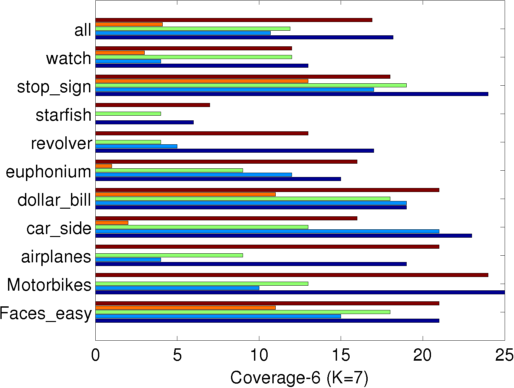 all
watch
stop_sign
starfish
revolver
euphonium
dollar_bill
car_side
airplanes
Motorbikes
Faces_easy
0 5 10 15 20 25
Coverage-6 (K=7)